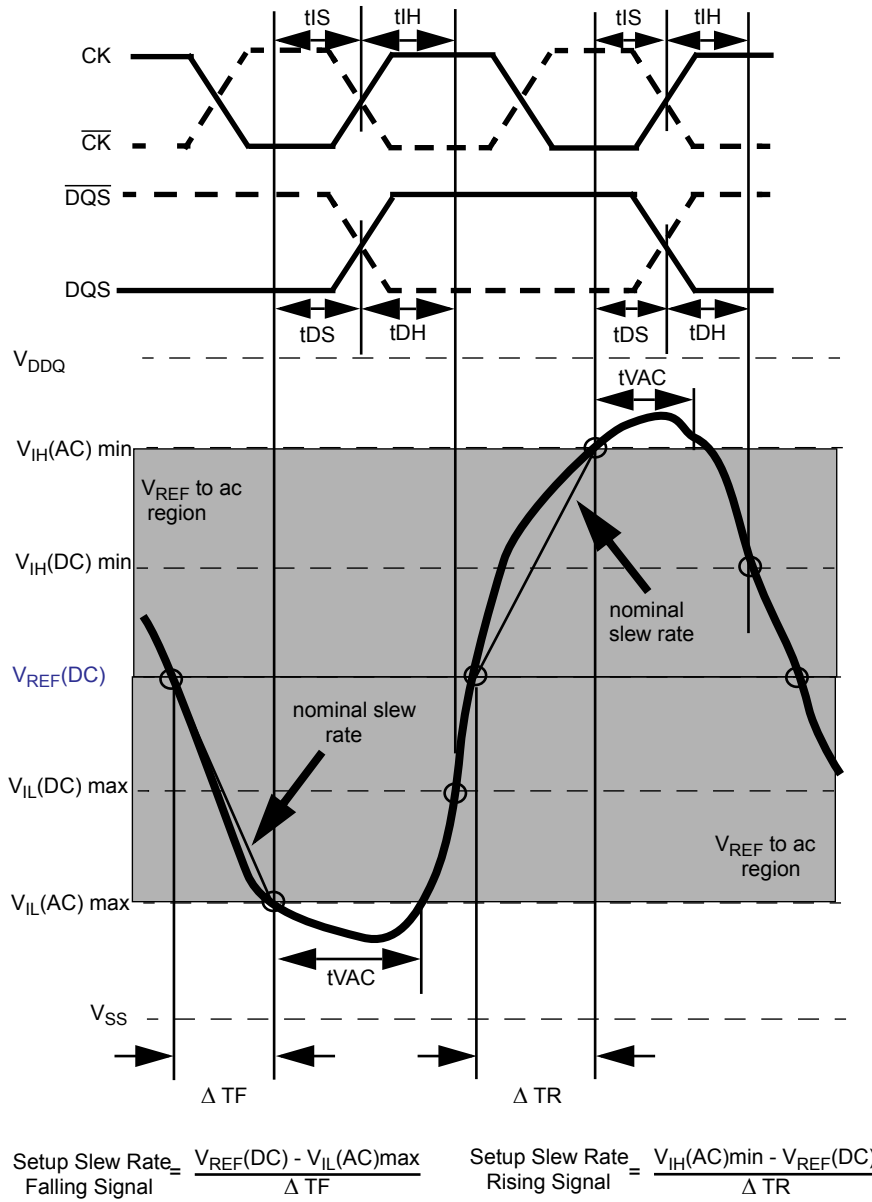 tIS tIH tIS tIH
CK
CK
DQS
DQS
tDS tDH tDS tDH
VDDQ
tVAC
VIH(AC) min
VREF to ac
region
VIH(DC) min
nominal
slew rate
VREF(DC)
nominal slew
rate
VIL(DC) max
VREF to ac
region
VIL(AC) max
tVAC
VSS
Δ TF Δ TR
Setup Slew Rate
Falling Signal
= VREF(DC) - VIL(AC)max
Δ TF
Setup Slew Rate
Rising Signal
= VIH(AC)min - VREF(DC)
Δ TR